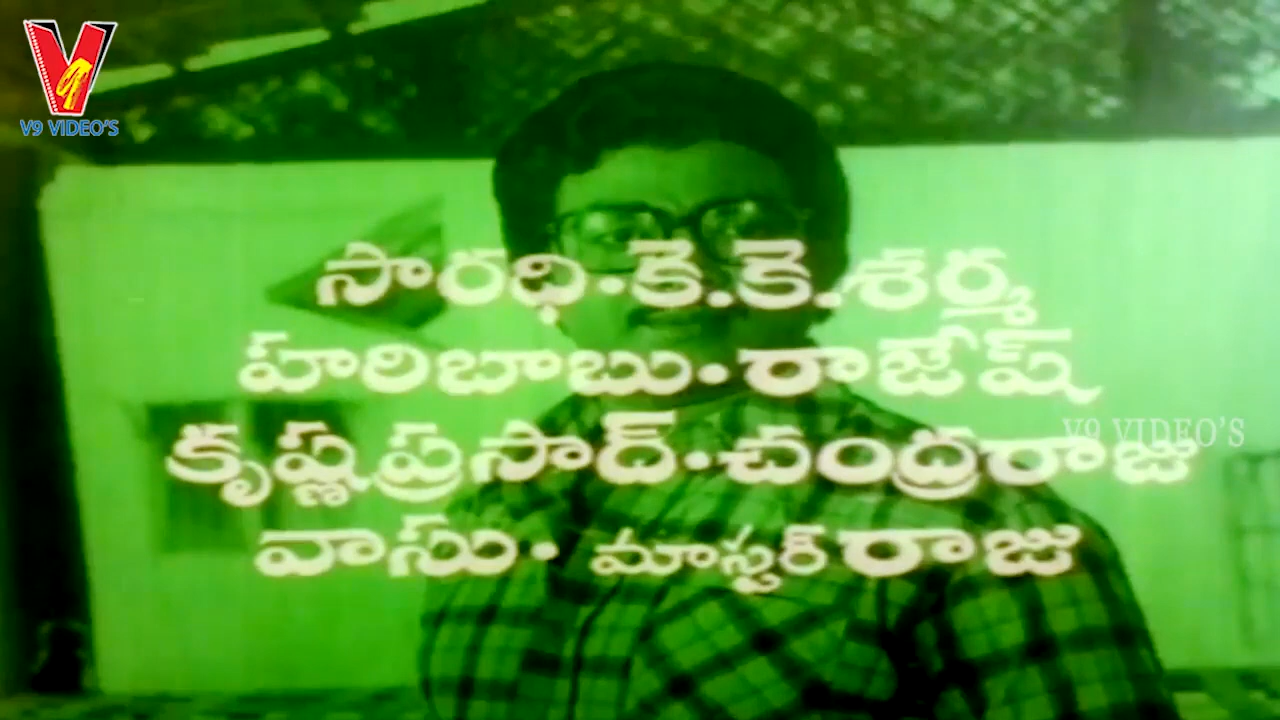 V9 VIDEO'S
సారథి·కె.కె.శర్మ
హరిబాబు·రాజేష్
V9 VIDEO'S
కృష్ణప్రసాద్·చంద్రరాజు
వాసు· మాస్టర్ రాజు